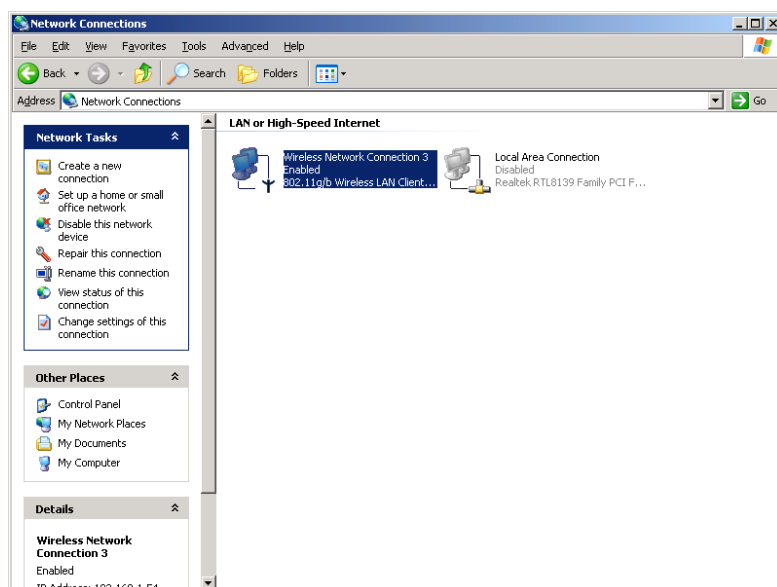 Network Connections
File Edit View Favorites Tools Advanced Help
Back Search Folders
Address Network Connections Go
Network Tasks
Create a new
connection
Set up a home or small
office network
Disable this network
device
Repair this connection
Rename this connection
View status of this
connection
Change settings of this
connection
Other Places
Control Panel
My Network Places
My Documents
My Computer
Details
Wireless Network
Connection 3
Enabled
LAN or High-Speed Internet
Wireless Network Connection 3
Enabled
802.11g/b Wireless LAN Client...
Local Area Connection
Disabled
Realtek RTL8139 Family PCI F...